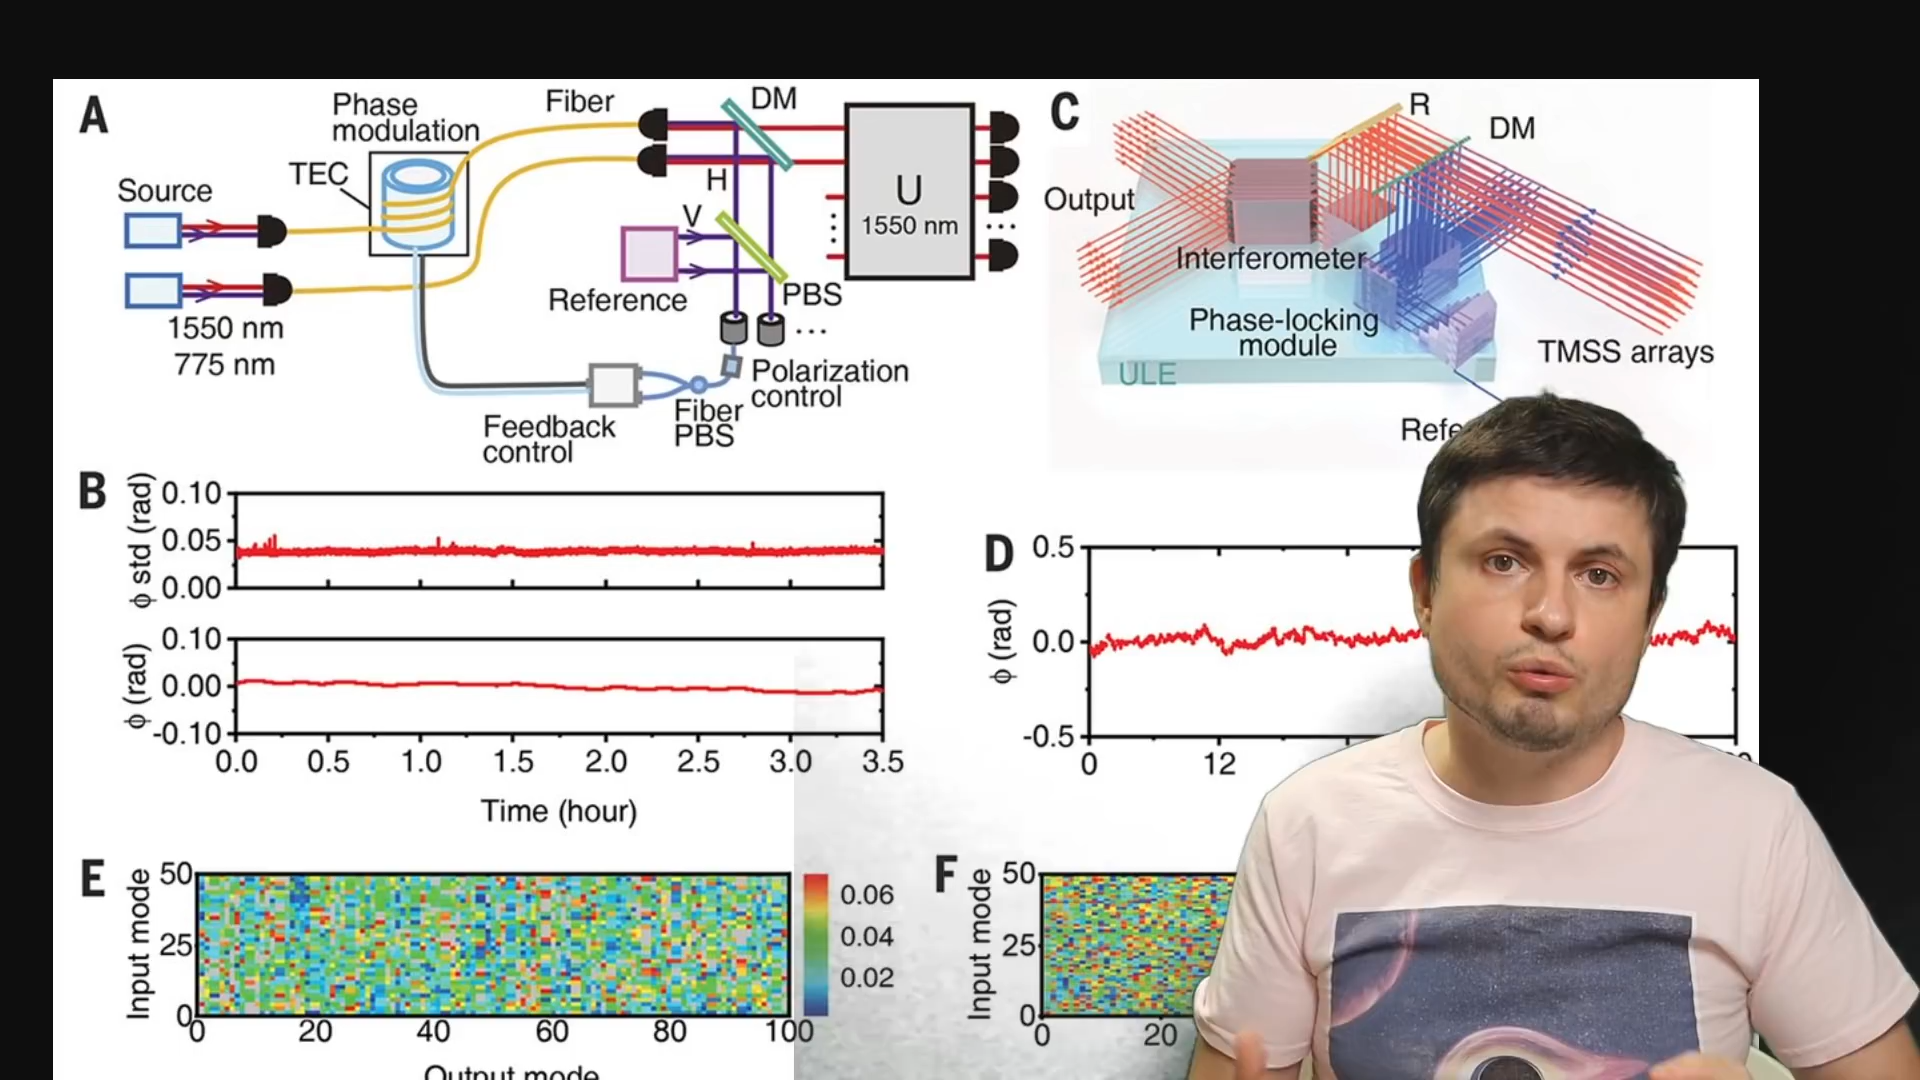 A
Phase
modulation
TEC
Source
1550 nm
775 nm
Fiber
DM
H
V
Reference
PBS
U
1550 nm
Polarization
control
Fiber
PBS
Feedback
control
C
R
DM
Output
Interferometer
Phase-locking
module
ULE
TMSS arrays
Refe
B
ϕ std (rad)
0.10
0.05
0.00
ϕ (rad)
0.10
0.00
-0.10
0.0 0.5 1.0 1.5 2.0 2.5 3.0 3.5
Time (hour)
D
ϕ (rad)
0.5
0.0
-0.5
0 12
E
Input mode
50
25
0
0 20 40 60 80 100
Output mode
0.06
0.04
0.02
F
Input mode
50
25
0
0 20